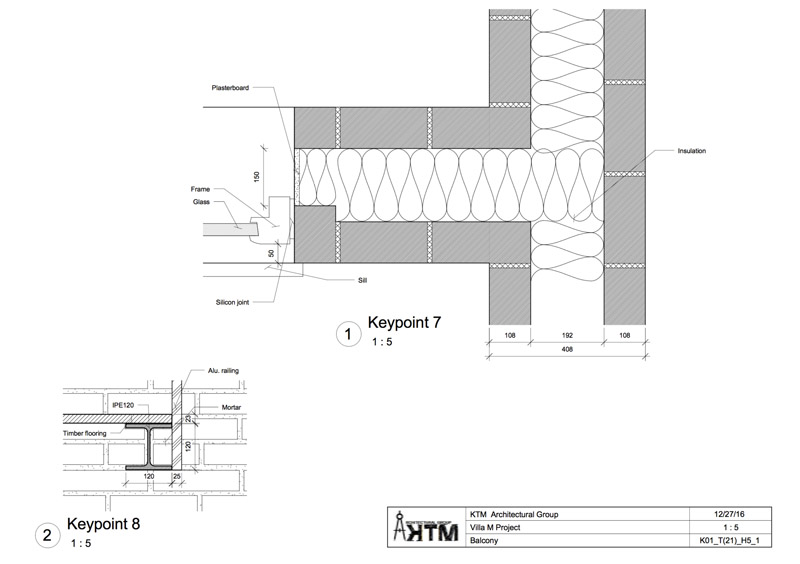 Plasterboard
Insulation
150
Frame
Glass
50
Sill
Silicon joint
1 Keypoint 7
1 : 5
108 192 108
408
Alu. railing
IPE120
Mortar
23
Timber flooring
120
120 25
2 Keypoint 8
1 : 5
ARCHITECTURAL GROUP
KTM
KTM Architectural Group 12/27/16
Villa M Project 1 : 5
Balcony K01_T(21)_H5_1